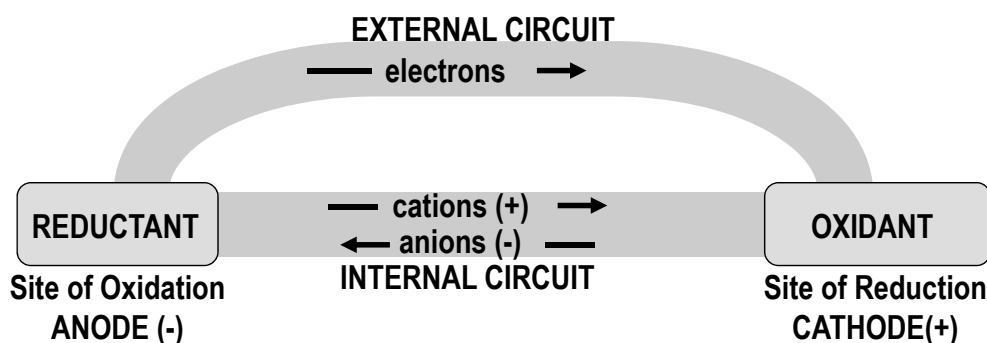 EXTERNAL CIRCUIT
electrons
REDUCTANT
cations (+)
anions (-)
OXIDANT
INTERNAL CIRCUIT
Site of Oxidation
ANODE (-)
Site of Reduction
CATHODE(+)